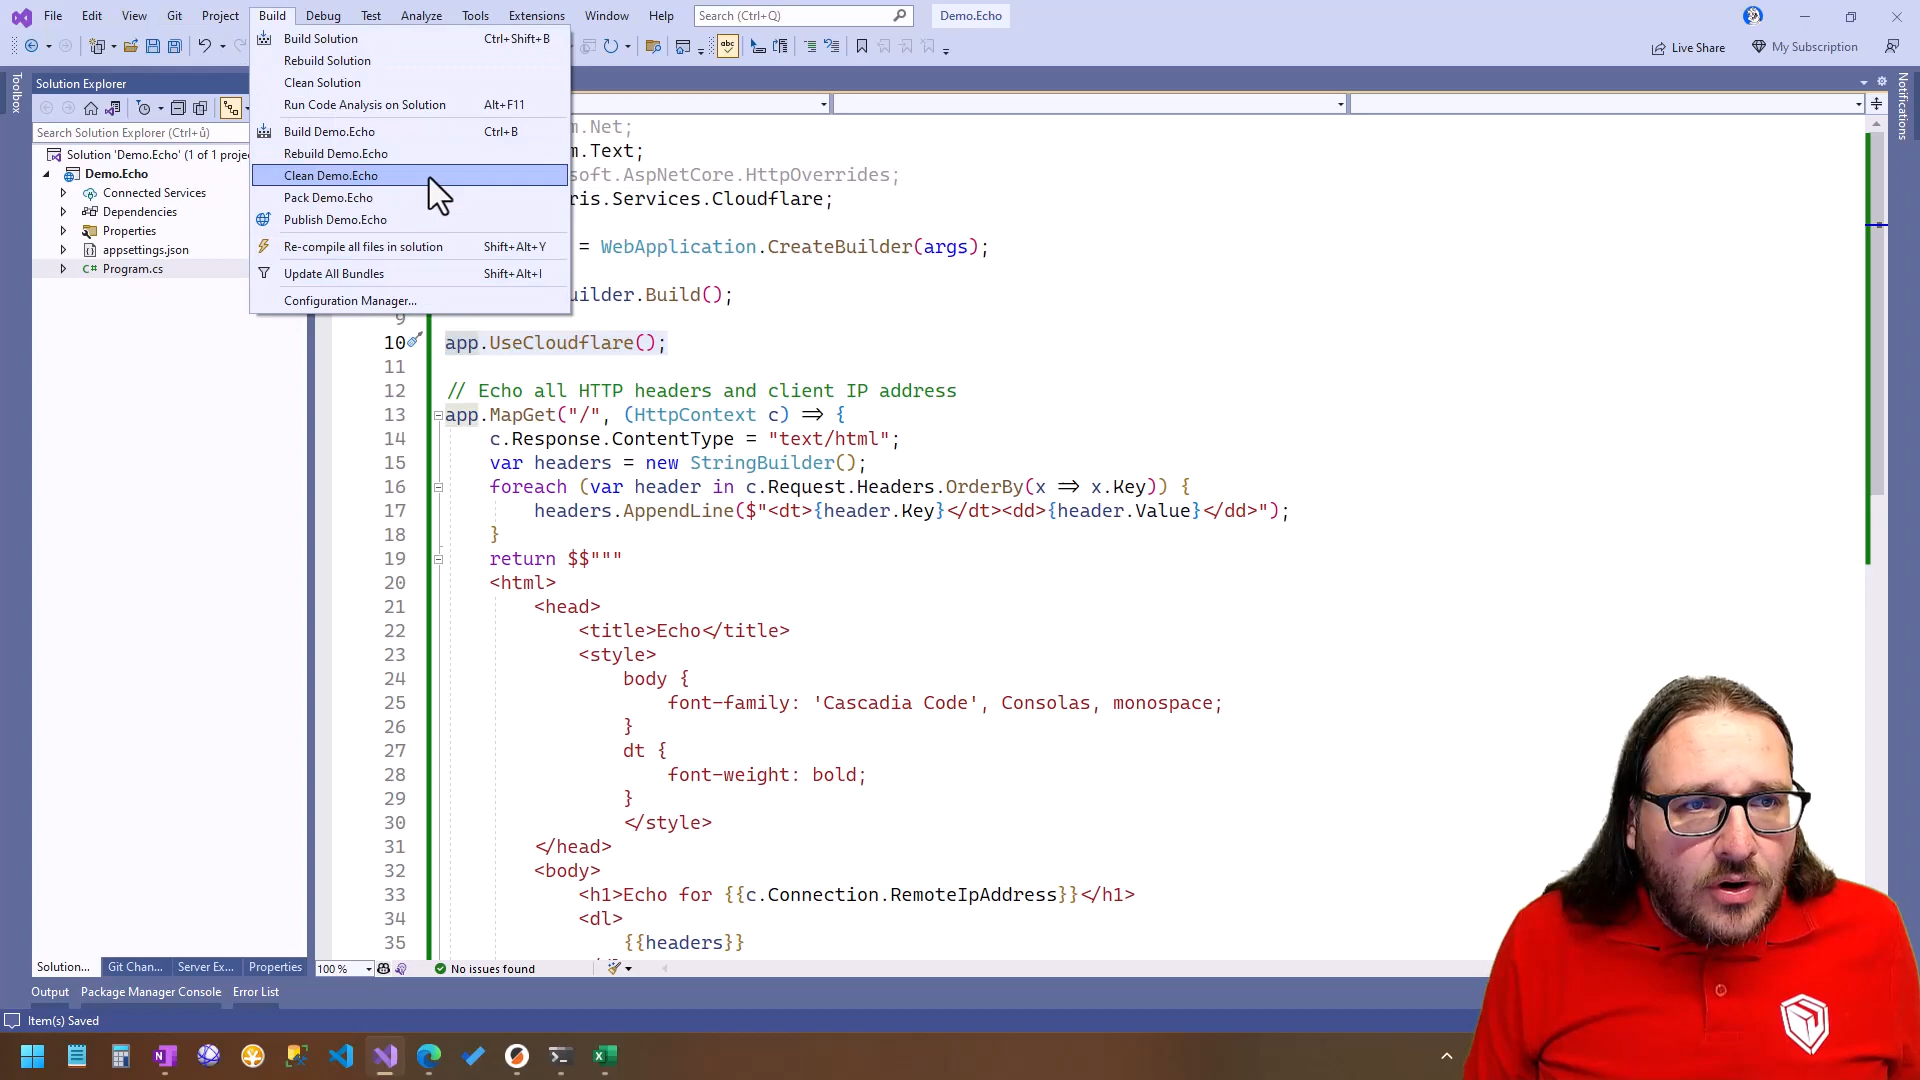 File Edit View Git Project Build Debug Test Analyze Tools Extensions Window Help Search (Ctrl+Q) Demo.Echo
Live Share My Subscription
Toolbox
Solution Explorer
Search Solution Explorer (Ctrl+ů)
Solution 'Demo.Echo' (1 of 1 proje
Demo.Echo
Connected Services
Dependencies
Properties
appsettings.json
C# Program.cs
Build Solution Ctrl+Shift+B
Rebuild Solution
Clean Solution
Run Code Analysis on Solution Alt+F11
Build Demo.Echo Ctrl+B
Rebuild Demo.Echo
Clean Demo.Echo
Pack Demo.Echo
Publish Demo.Echo
Re-compile all files in solution Shift+Alt+Y
Update All Bundles Shift+Alt+I
Configuration Manager...
Notifications
m.Net;
m.Text;
soft.AspNetCore.HttpOverrides;
ris.Services.Cloudflare;
= WebApplication.CreateBuilder(args);
uilder.Build();
9
10 app.UseCloudflare();
11
12 // Echo all HTTP headers and client IP address
13 app.MapGet("/", (HttpContext c) => {
14 c.Response.ContentType = "text/html";
15 var headers = new StringBuilder();
16 foreach (var header in c.Request.Headers.OrderBy(x => x.Key)) {
17 headers.AppendLine($"<dt>{header.Key}</dt><dd>{header.Value}</dd>");
18 }
19 return $$"""
20 <html>
21 <head>
22 <title>Echo</title>
23 <style>
24 body {
25 font-family: 'Cascadia Code', Consolas, monospace;
26 }
27 dt {
28 font-weight: bold;
29 }
30 </style>
31 </head>
32 <body>
33 <h1>Echo for {{c.Connection.RemoteIpAddress}}</h1>
34 <dl>
35 {{headers}}
Solution... Git Chan... Server Ex... Properties
100 % No issues found
Output Package Manager Console Error List
Item(s) Saved